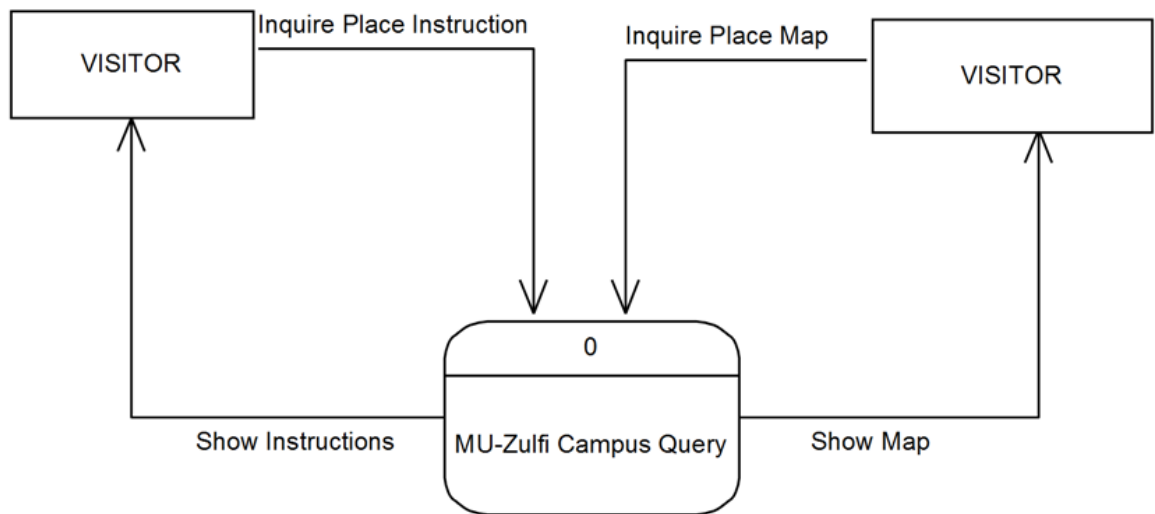 Inquire Place Instruction
Inquire Place Map
VISITOR
VISITOR
0
MU-Zulfi Campus Query
Show Instructions
Show Map